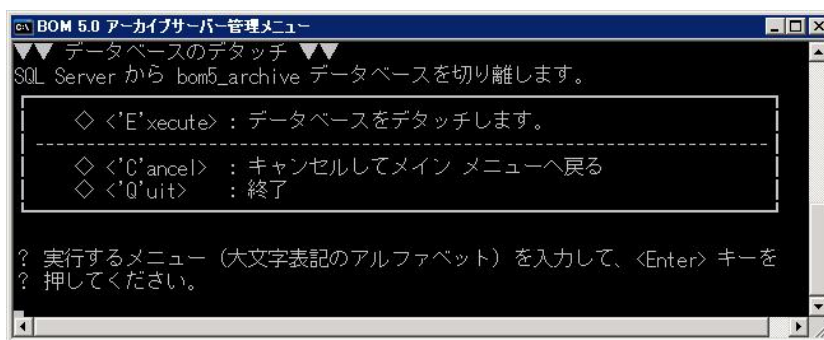 BOM 5.0 アーカイブサーバー管理メニュー
▼▼ データベースのデタッチ ▼▼
SQL Server から bom5_archive データベースを切り離します。
◇ <'E'xecute> : データベースをデタッチします。
◇ <'C'ancel> : キャンセルしてメイン メニューへ戻る
◇ <'Q'uit> : 終了
? 実行するメニュー（大文字表記のアルファベット）を入力して、<Enter> キーを
? 押してください。